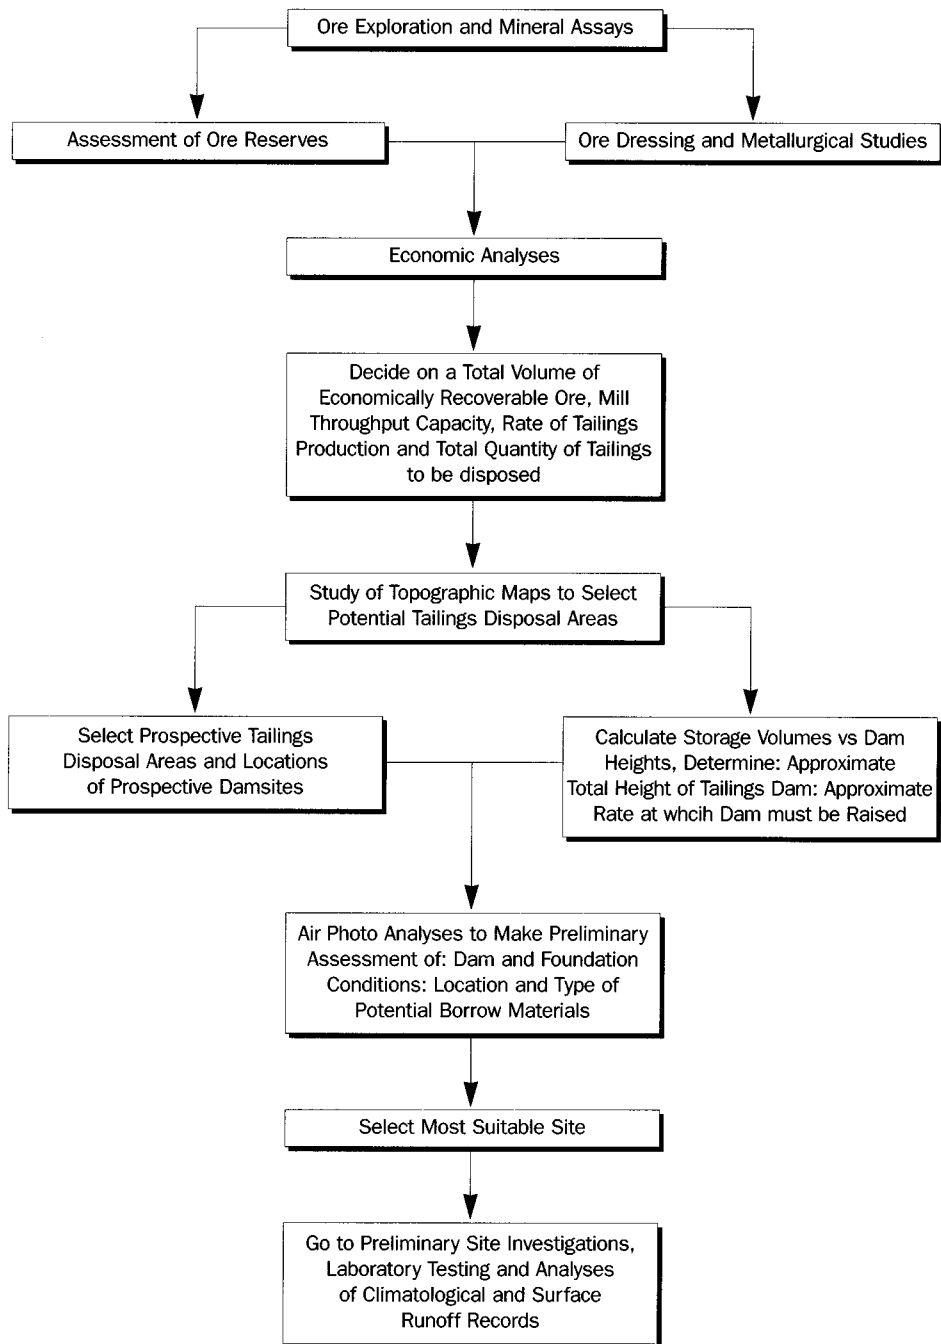 Ore Exploration and Mineral Assays
Assessment of Ore Reserves
Ore Dressing and Metallurgical Studies
Economic Analyses
Decide on a Total Volume of
Economically Recoverable Ore, Mill
Throughput Capacity, Rate of Tailings
Production and Total Quantity of Tailings
to be disposed
Study of Topographic Maps to Select
Potential Tailings Disposal Areas
Select Prospective Tailings
Disposal Areas and Locations
of Prospective Damsites
Calculate Storage Volumes vs Dam
Heights, Determine: Approximate
Total Height of Tailings Dam: Approximate
Rate at whcih Dam must be Raised
Air Photo Analyses to Make Preliminary
Assessment of: Dam and Foundation
Conditions: Location and Type of
Potential Borrow Materials
Select Most Suitable Site
Go to Preliminary Site Investigations,
Laboratory Testing and Analyses
of Climatological and Surface
Runoff Records